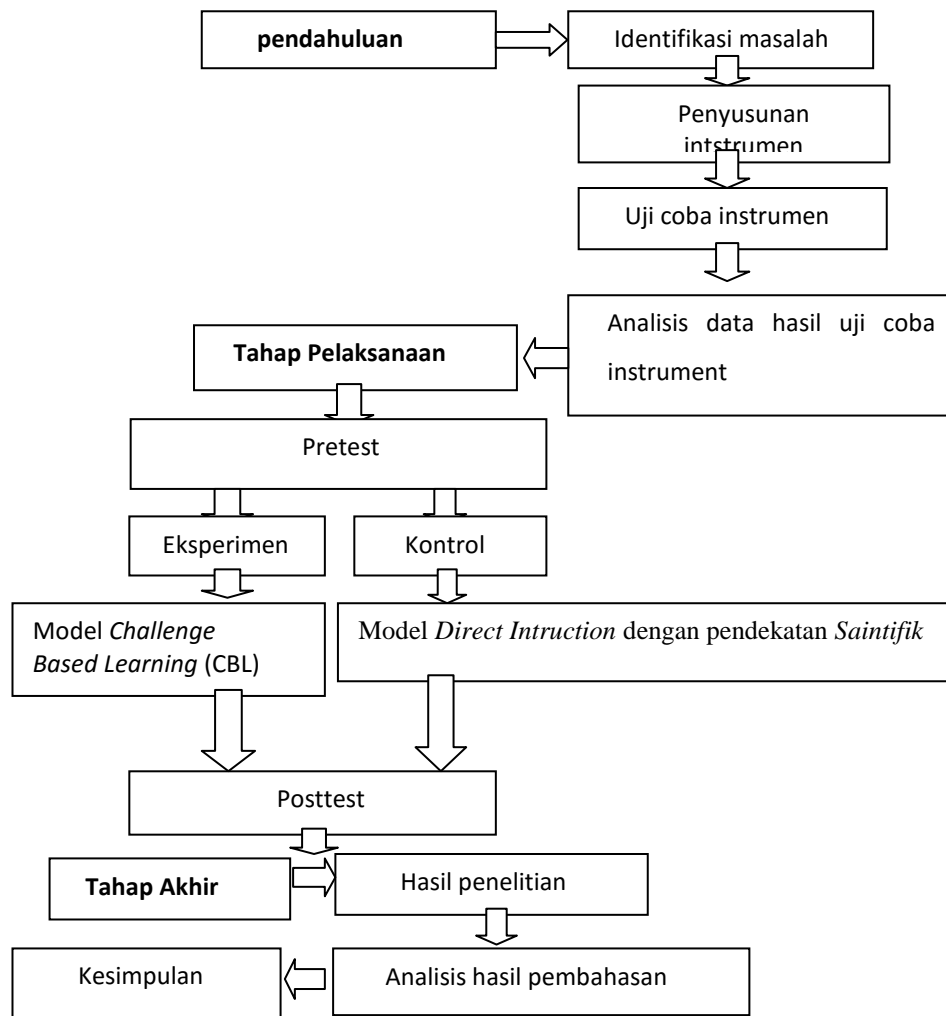 pendahuluan
Identifikasi masalah
Penyusunan
intstrumen
Uji coba instrumen
Analisis data hasil uji coba
instrument
Tahap Pelaksanaan
Pretest
Eksperimen
Kontrol
Model Challenge
Based Learning (CBL)
Model Direct Intruction dengan pendekatan Saintifik
Posttest
Tahap Akhir
Hasil penelitian
Kesimpulan
Analisis hasil pembahasan